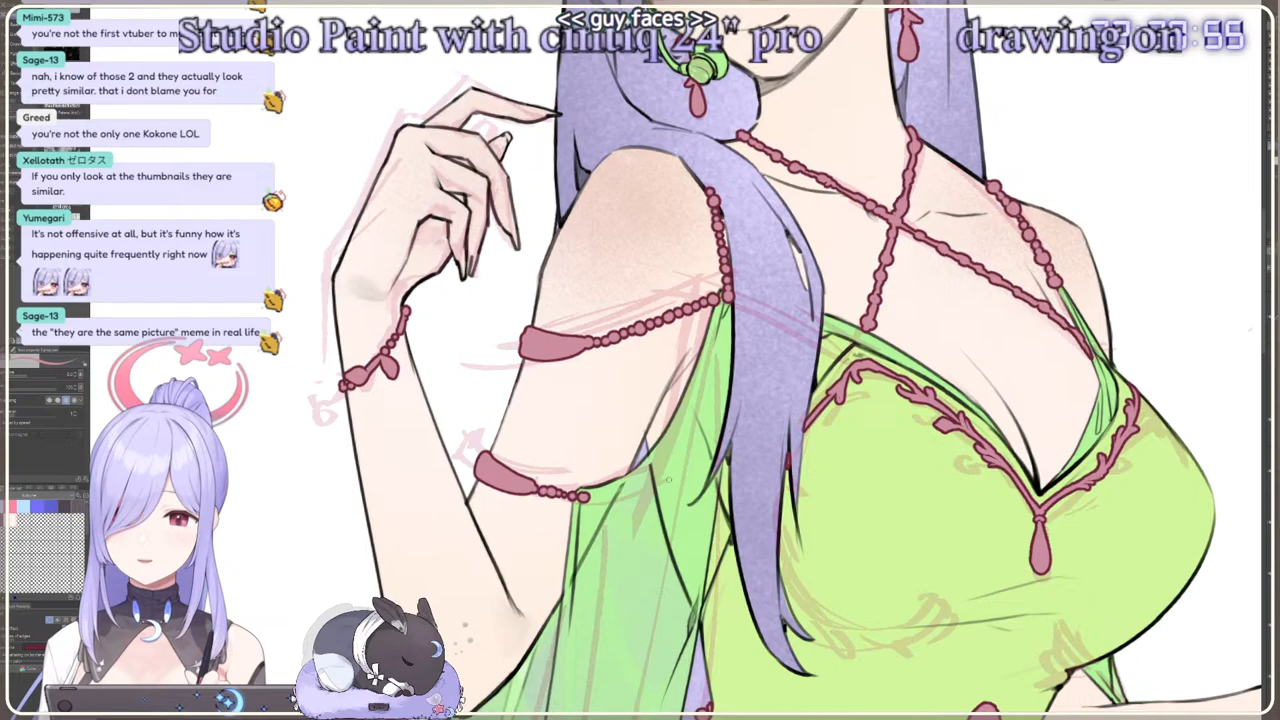 << guy faces >>
Studio Paint with cintiq 24" pro
drawing on
Mimi-573
you're not the first vtuber to m
Sage-13
nah, i know of those 2 and they actually look
pretty similar. that i dont blame you for
Greed
you're not the only one Kokone LOL
Xellotath ゼロタス
If you only look at the thumbnails they are
similar.
Yumegari
It's not offensive at all, but it's funny how it's
happening quite frequently right now
Sage-13
the "they are the same picture" meme in real life